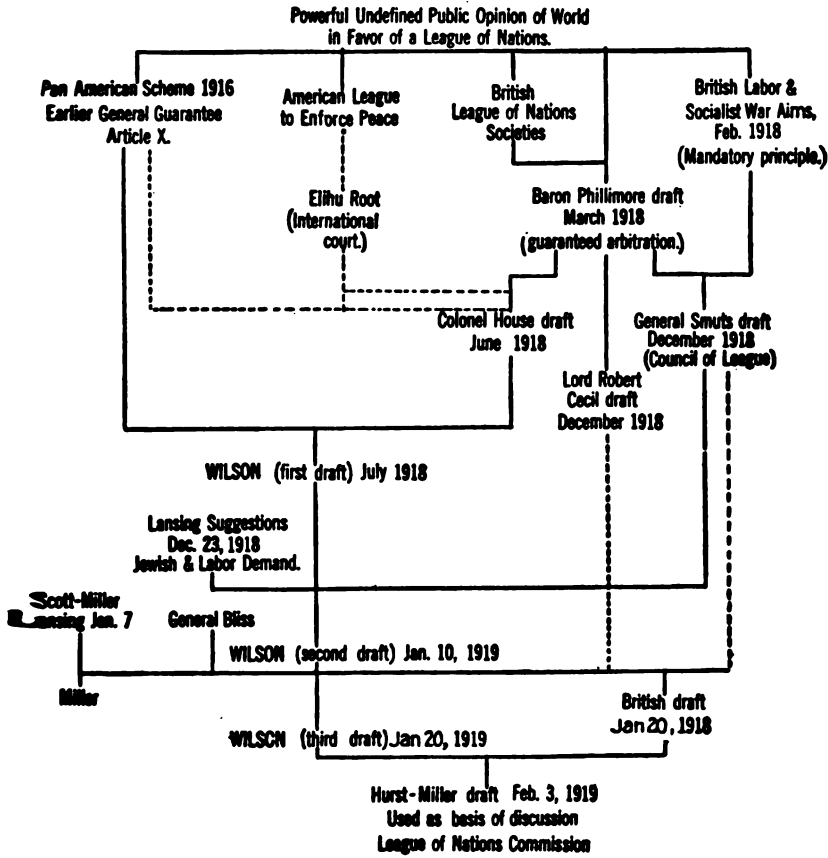 Powerful Undefined Public Opinion of World
in Favor of a League of Nations.
Pan American Scheme 1916
Earlier General Guarantee
Article X.
American League
to Enforce Peace
British
League of Nations
Societies
British Labor &
Socialist War Aims,
Feb. 1918
(Mandatory principle.)
Elihu Root
(International
court.)
Baron Phillimore draft
March 1918
(guaranteed arbitration.)
Colonel House draft
June 1918
General Smuts draft
December 1918
(Council of League)
Lord Robert
Cecil draft
December 1918
WILSON (first draft) July 1918
Lansing Suggestions
Dec. 23, 1918
Jewish & Labor Demand.
Scott-Miller
Lansing Jan. 7
General Bliss
WILSON (second draft) Jan. 10, 1919
Miller
British draft
Jan 20, 1918
WILSON (third draft) Jan 20, 1919
Hurst-Miller draft Feb. 3, 1919
Used as basis of discussion
League of Nations Commission